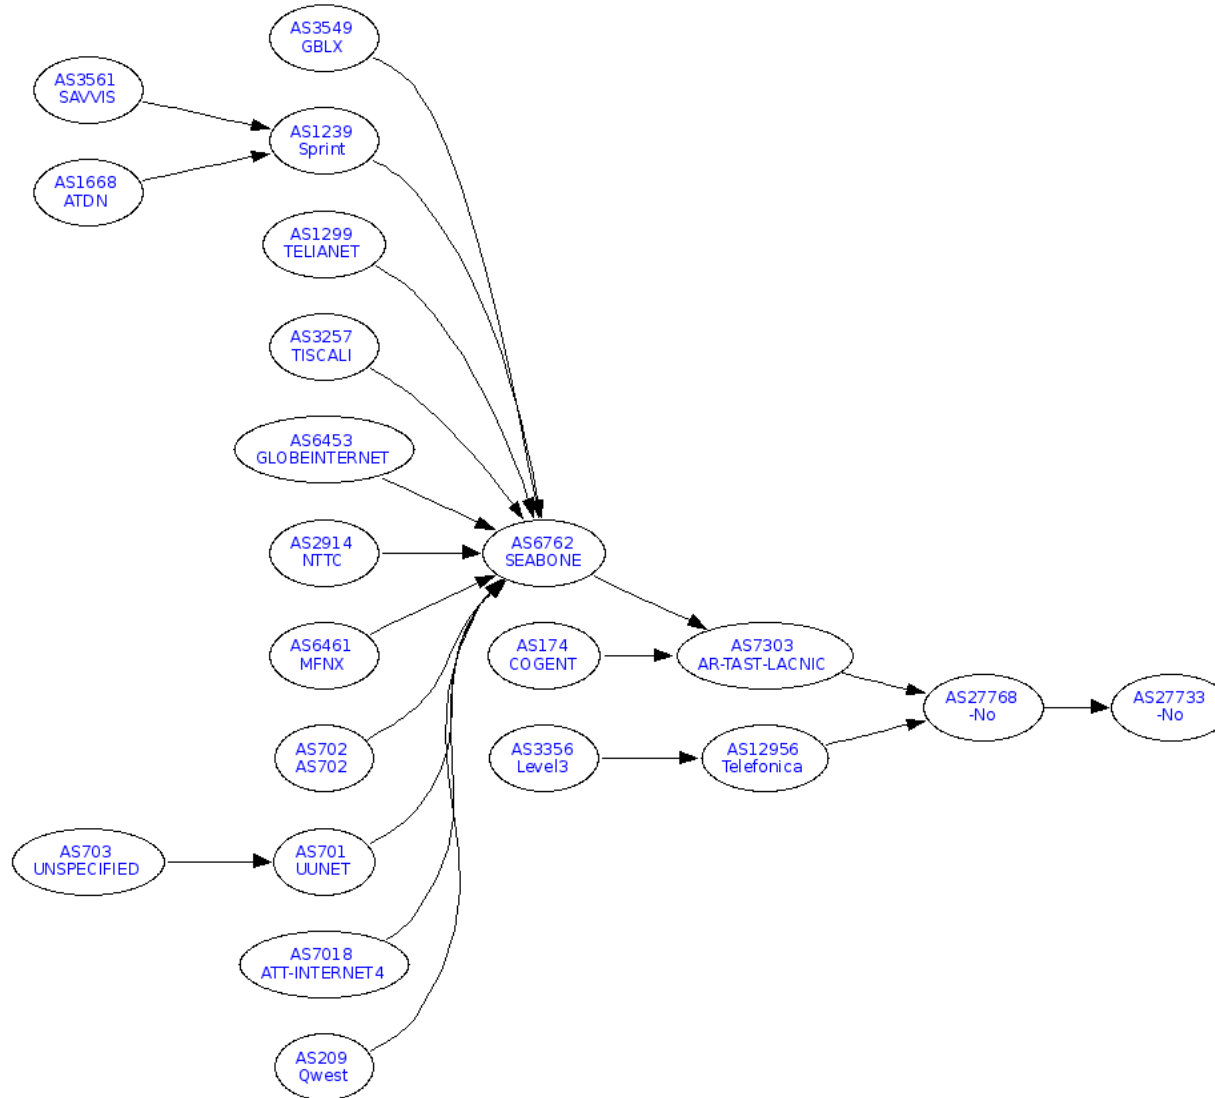 AS3549
GBLX
AS3561
SAVVIS
AS1239
Sprint
AS1668
ATDN
AS1299
TELIANET
AS3257
TISCALI
AS6453
GLOBEINTERNET
AS2914
NTTC
AS6762
SEABONE
AS6461
MFNX
AS174
COGENT
AS7303
AR-TAST-LACNIC
AS27768
-No
AS27733
-No
AS702
AS702
AS3356
Level3
AS12956
Telefonica
AS703
UNSPECIFIED
AS701
UUNET
AS7018
ATT-INTERNET4
AS209
Qwest